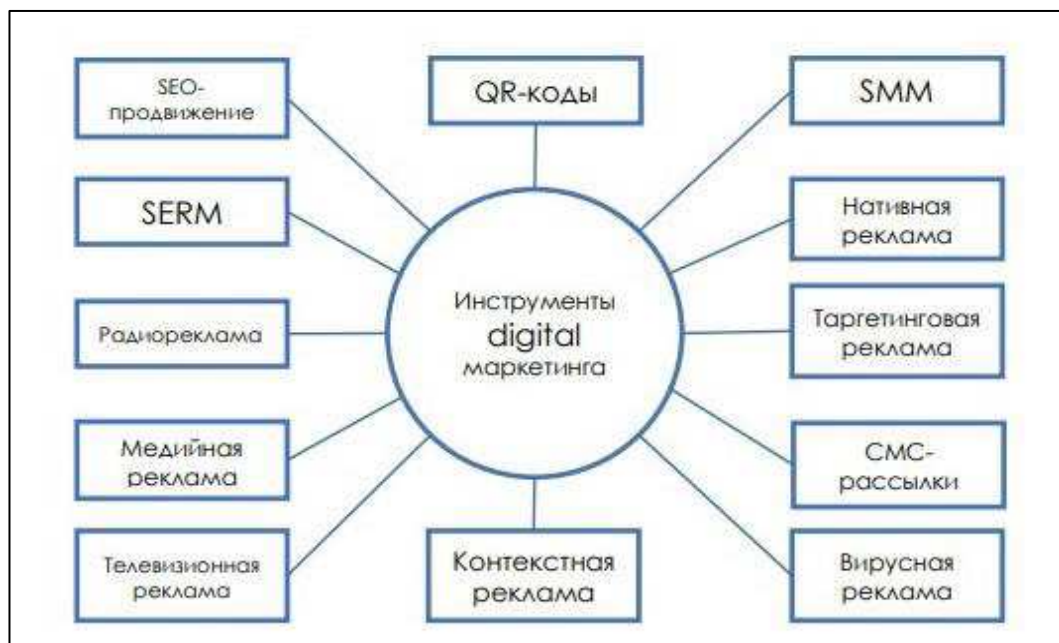 SEO-
продвижение
QR-коды
SMM
SERM
Нативная
реклама
Инструменты
digital
маркетинга
Радиореклама
Таргетинговая
реклама
Медийная
реклама
СМС-
рассылки
Телевизионная
реклама
Контекстная
реклама
Вирусная
реклама